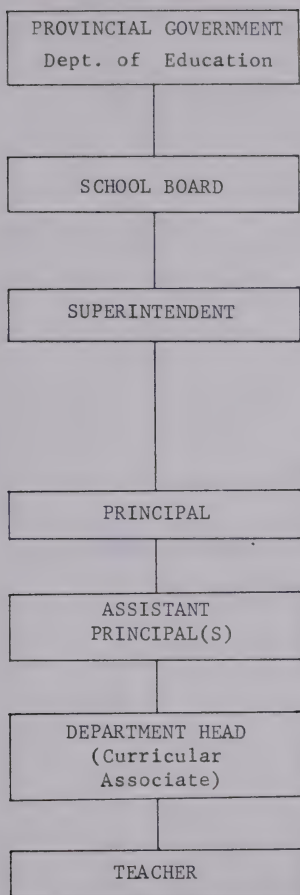 PROVINCIAL GOVERNMENT
Dept. of Education
SCHOOL BOARD
SUPERINTENDENT
PRINCIPAL
ASSISTANT
PRINCIPAL(S)
DEPARTMENT HEAD
(Curricular
Associate)
TEACHER